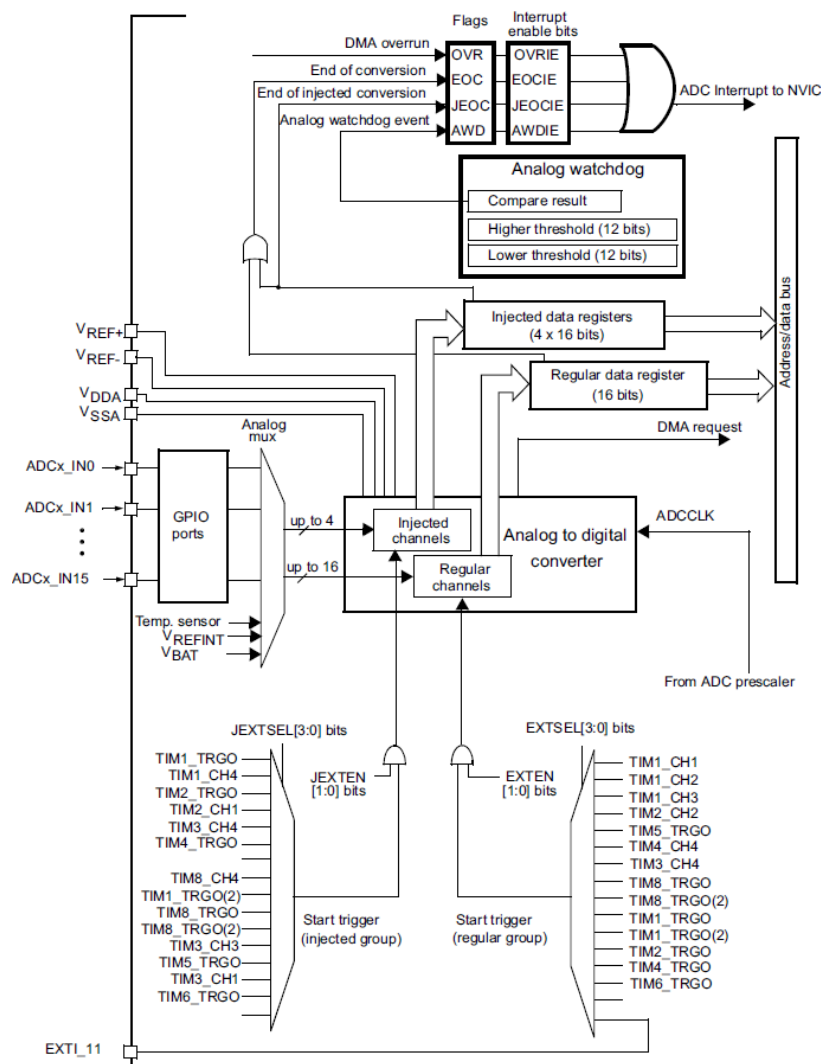 Flags
Interrupt
enable bits
DMA overrun
OVR
OVRIE
End of conversion
EOC
EOCIE
End of injected conversion
JEOC
JEOCIE
ADC Interrupt to NVIC
Analog watchdog event
AWD
AWDIE
Analog watchdog
Compare result
Higher threshold (12 bits)
Lower threshold (12 bits)
Address/data bus
Injected data registers
(4 x 16 bits)
Regular data register
(16 bits)
VREF+
VREF-
VDDA
VSSA
Analog
mux
DMA request
ADCx_IN0
ADCx_IN1
ADCx_IN15
GPIO
ports
up to 4
up to 16
Injected
channels
Regular
channels
Analog to digital
converter
ADCCLK
Temp. sensor
VREFINT
VBAT
From ADC prescaler
JEXTSEL[3:0] bits
EXTSEL[3:0] bits
JEXTEN
[1:0] bits
EXTEN
[1:0] bits
TIM1_TRGO
TIM1_CH4
TIM2_TRGO
TIM2_CH1
TIM3_CH4
TIM4_TRGO
TIM8_CH4
TIM1_TRGO(2)
TIM8_TRGO
TIM8_TRGO(2)
TIM3_CH3
TIM5_TRGO
TIM3_CH1
TIM6_TRGO
Start trigger
(injected group)
Start trigger
(regular group)
TIM1_CH1
TIM1_CH2
TIM1_CH3
TIM2_CH2
TIM5_TRGO
TIM4_CH4
TIM3_CH4
TIM8_TRGO
TIM8_TRGO(2)
TIM1_TRGO
TIM1_TRGO(2)
TIM2_TRGO
TIM4_TRGO
TIM6_TRGO
EXTI_11